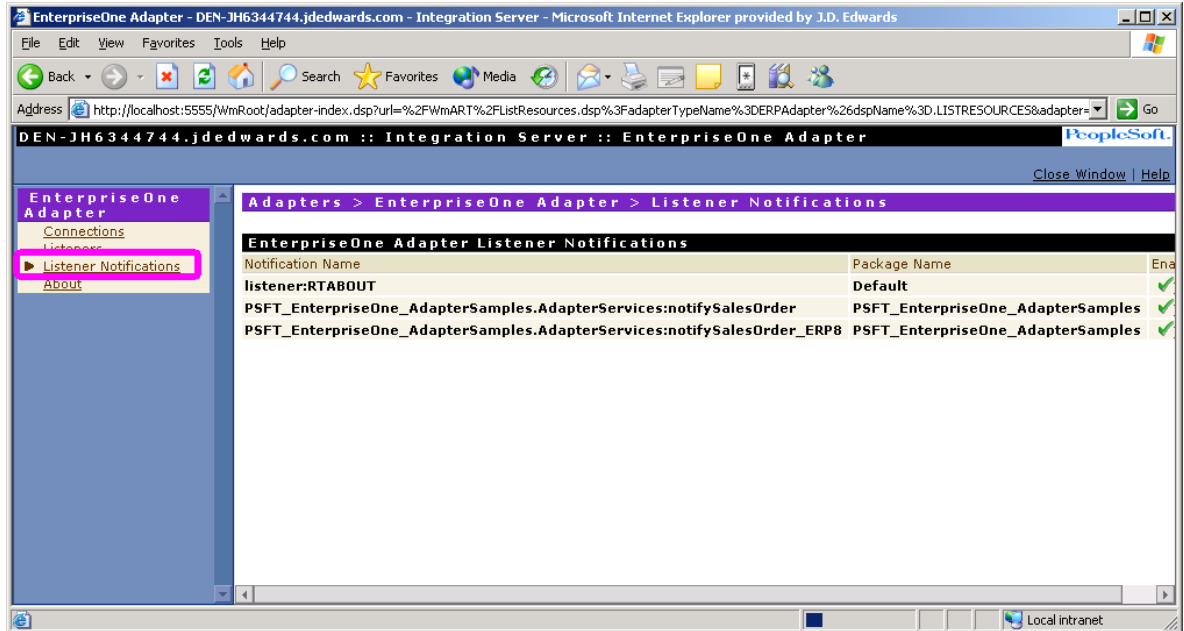 EnterpriseOne Adapter - DEN-JH6344744.jdedwards.com - Integration Server - Microsoft Internet Explorer provided by J.D. Edwards
File Edit View Favorites Tools Help
Back Search Favorites Media
Address http://localhost:5555/WmRoot/adapter-index.dsp?url=%2FWmART%2FListResources.dsp%3FadapterTypeName%3DERPAdapter%26dspName%3D.LISTRESOURCES&adapter= Go
DEN-JH6344744.jdedwards.com :: Integration Server :: EnterpriseOne Adapter PeopleSoft.
Close Window | Help
EnterpriseOne
Adapter
Connections
Listeners
Listener Notifications
About
Adapters > EnterpriseOne Adapter > Listener Notifications
EnterpriseOne Adapter Listener Notifications
Notification Name Package Name Ena
listener:RTABOUT Default
PSFT_EnterpriseOne_AdapterSamples.AdapterServices:notifySalesOrder PSFT_EnterpriseOne_AdapterSamples
PSFT_EnterpriseOne_AdapterSamples.AdapterServices:notifySalesOrder_ERP8 PSFT_EnterpriseOne_AdapterSamples
Local intranet